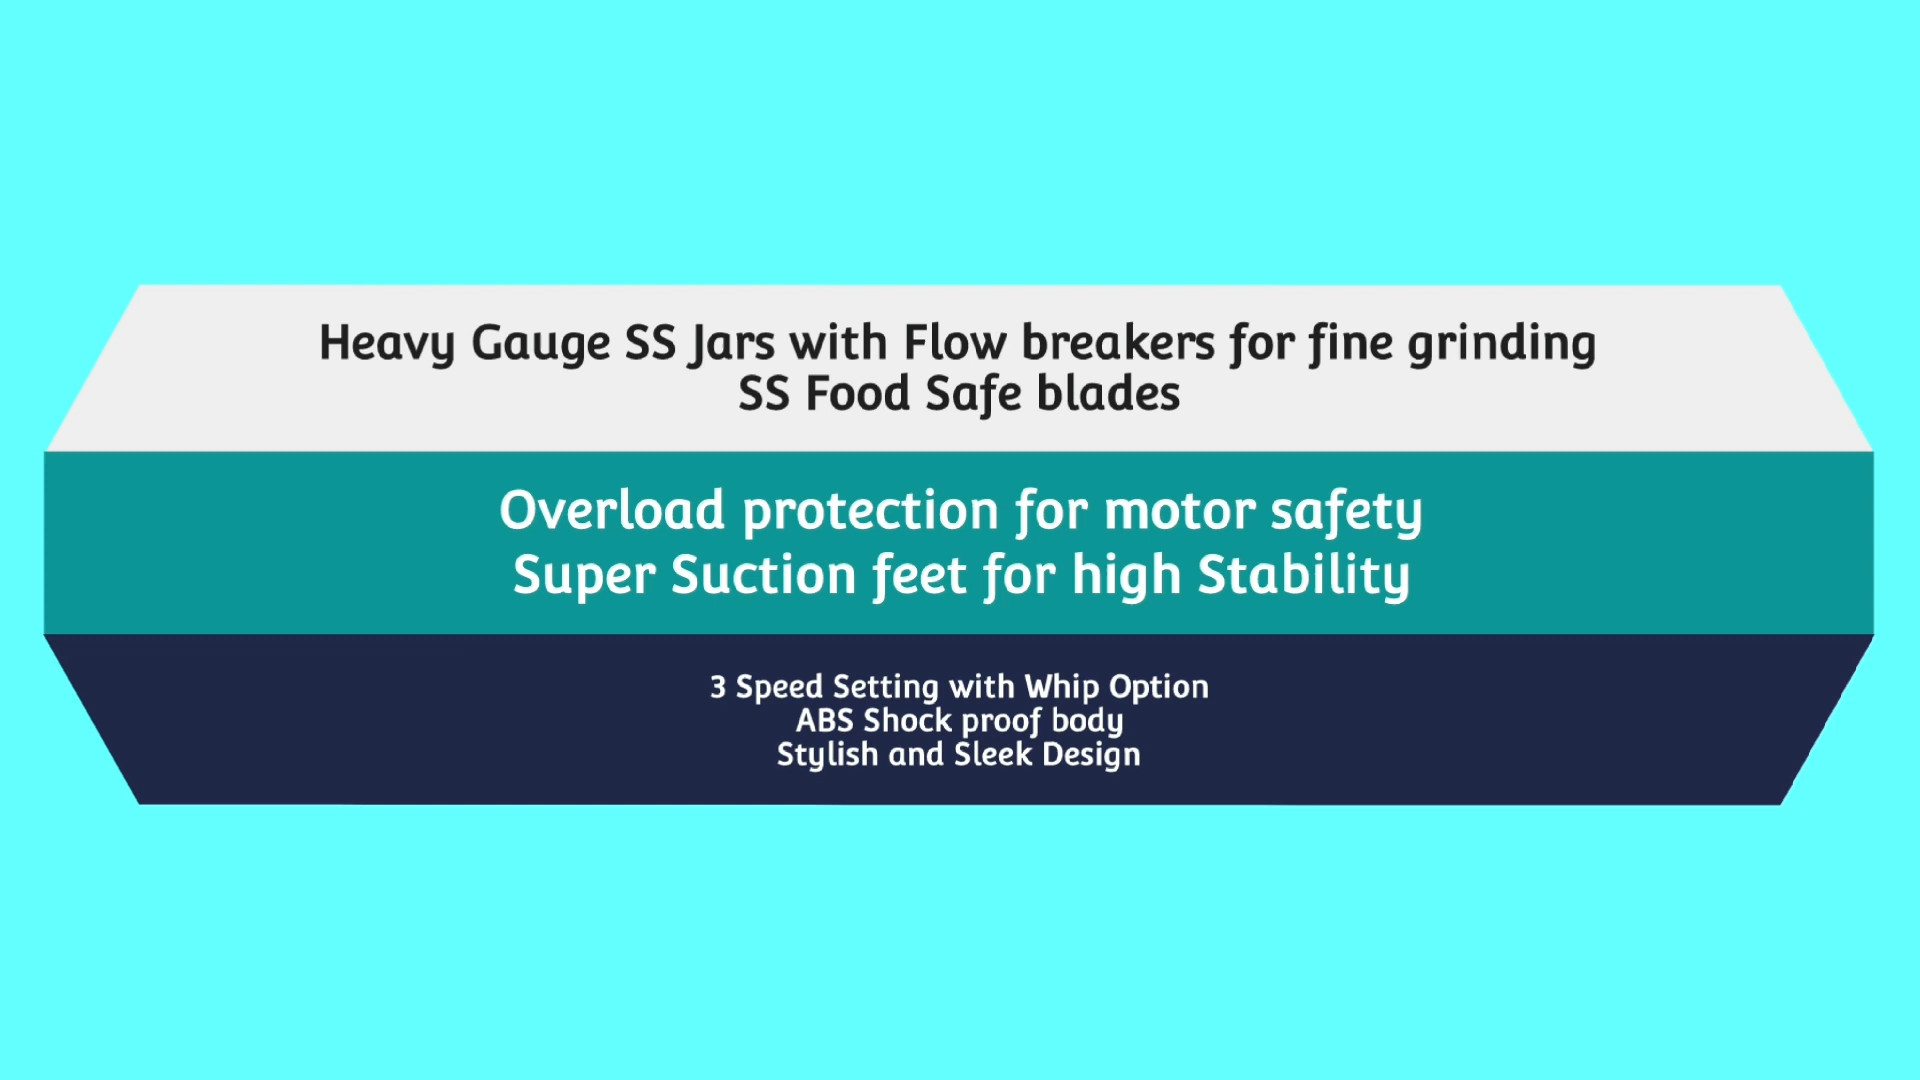 Heavy Gauge SS Jars with Flow breakers for fine grinding
SS Food Safe blades
Overload protection for motor safety
Super Suction feet for high Stability
3 Speed Setting with Whip Option
ABS Shock proof body
Stylish and Sleek Design